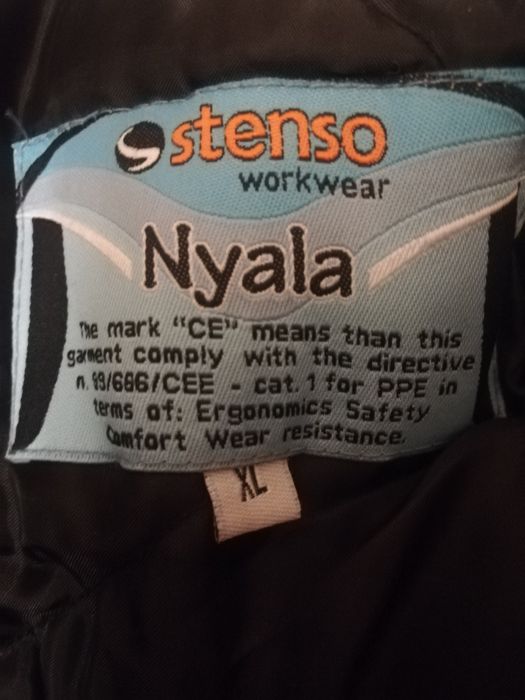 stenso
workwear
Nyala
The mark "CE" means than this
garment comply with the directive
n. 89/686/CEE - cat. 1 for PPE in
terms of: Ergonomics Safety
Comfort Wear resistance.
XL